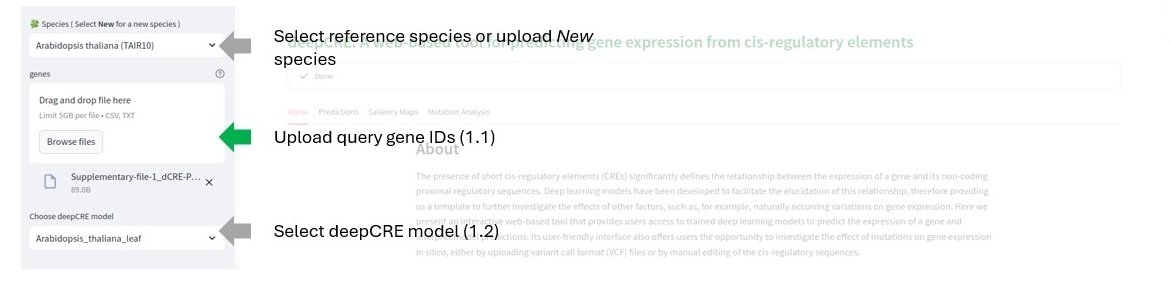 Species ( Select New for a new species )
Arabidopsis thaliana (TAIR10)
genes
Drag and drop file here
Limit 5GB per file • CSV, TXT
Browse files
Supplementary-file-1_dCRE-P...
89.0B
Choose deepCRE model
Arabidopsis_thaliana_leaf
Select reference species or upload New
species
Upload query gene IDs (1.1)
Select deepCRE model (1.2)
deepCRE: A web-based tool for predicting gene expression from cis-regulatory elements
Done
Home Predictions Saliency Maps Mutation Analysis
About
The presence of short cis-regulatory elements (CREs) significantly defines the relationship between the expression of a gene and its non-coding
proximal regulatory sequences. Deep learning models have been developed to facilitate the elucidation of this relationship, therefore providing
us a template to further investigate the effects of other factors, such as, for example, naturally occurring variations on gene expression. Here we
present an interactive web-based tool that provides users access to trained deep learning models to predict the expression of a gene and
predictions. Its user-friendly interface also offers users the opportunity to investigate the effect of mutations on gene expression
in silico, either by uploading variant call format (VCF) files or by manual editing of the cis-regulatory sequences.